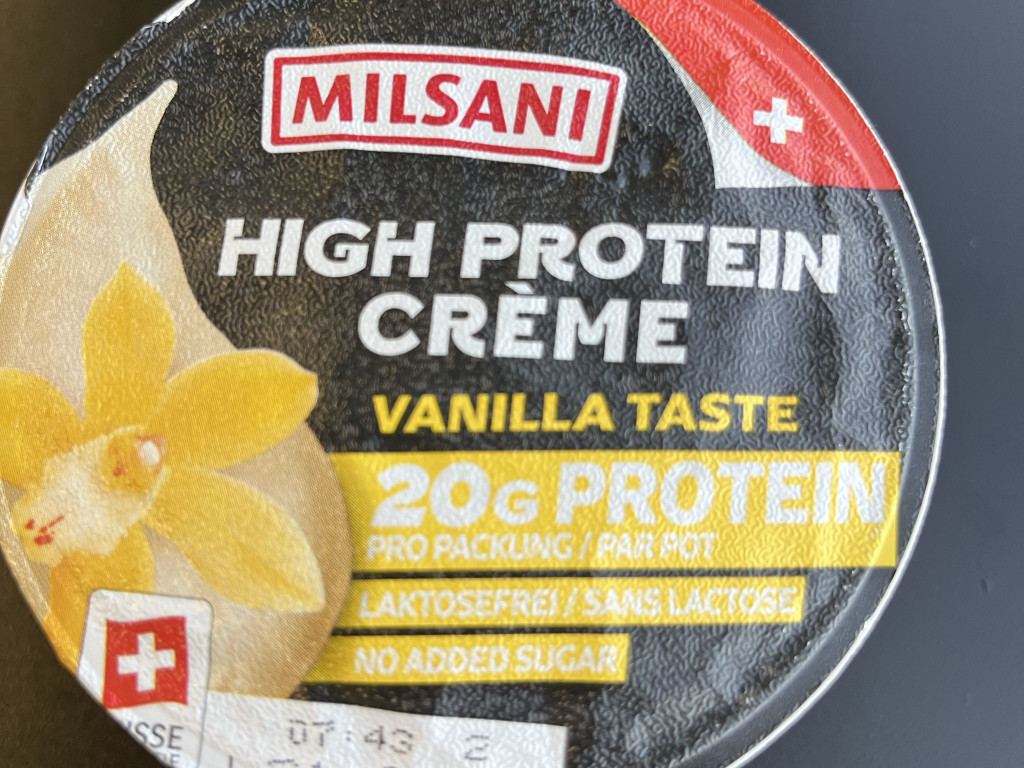 MILSANI
HIGH PROTEIN
CRÈME
VANILLA TASTE
20G PROTEIN
PRO PACKUNG / PAR POT
LAKTOSEFREI / SANS LACTOSE
NO ADDED SUGAR
07:43 2